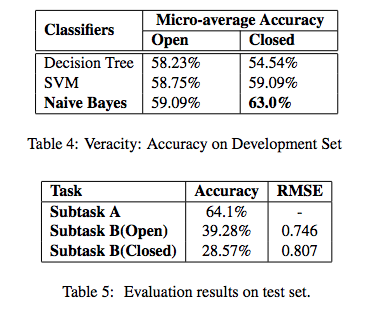 Classifiers Micro-average Accuracy
Open Closed
Decision Tree 58.23% 54.54%
SVM 58.75% 59.09%
Naive Bayes 59.09% 63.0%
Table 4: Veracity: Accuracy on Development Set
Task Accuracy RMSE
Subtask A 64.1% -
Subtask B(Open) 39.28% 0.746
Subtask B(Closed) 28.57% 0.807
Table 5: Evaluation results on test set.